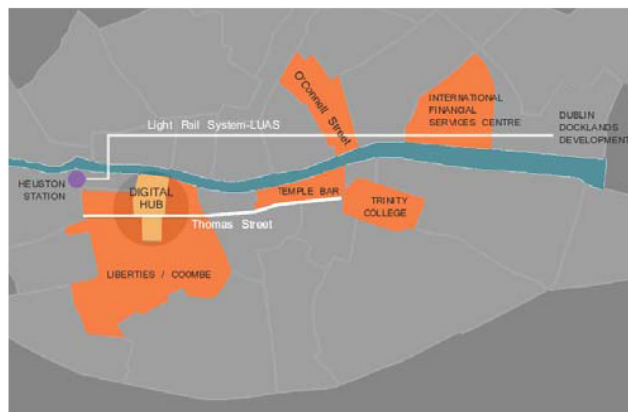 O'Connell Street
INTERNATIONAL
FINANCIAL
SERVICES CENTRE
DUBLIN
DOCKLANDS
DEVELOPMENT
Light Rail System-LUAS
HEUSTON
STATION
DIGITAL
HUB
TEMPLE BAR
TRINITY
COLLEGE
Thomas Street
LIBERTIES / COOMBE